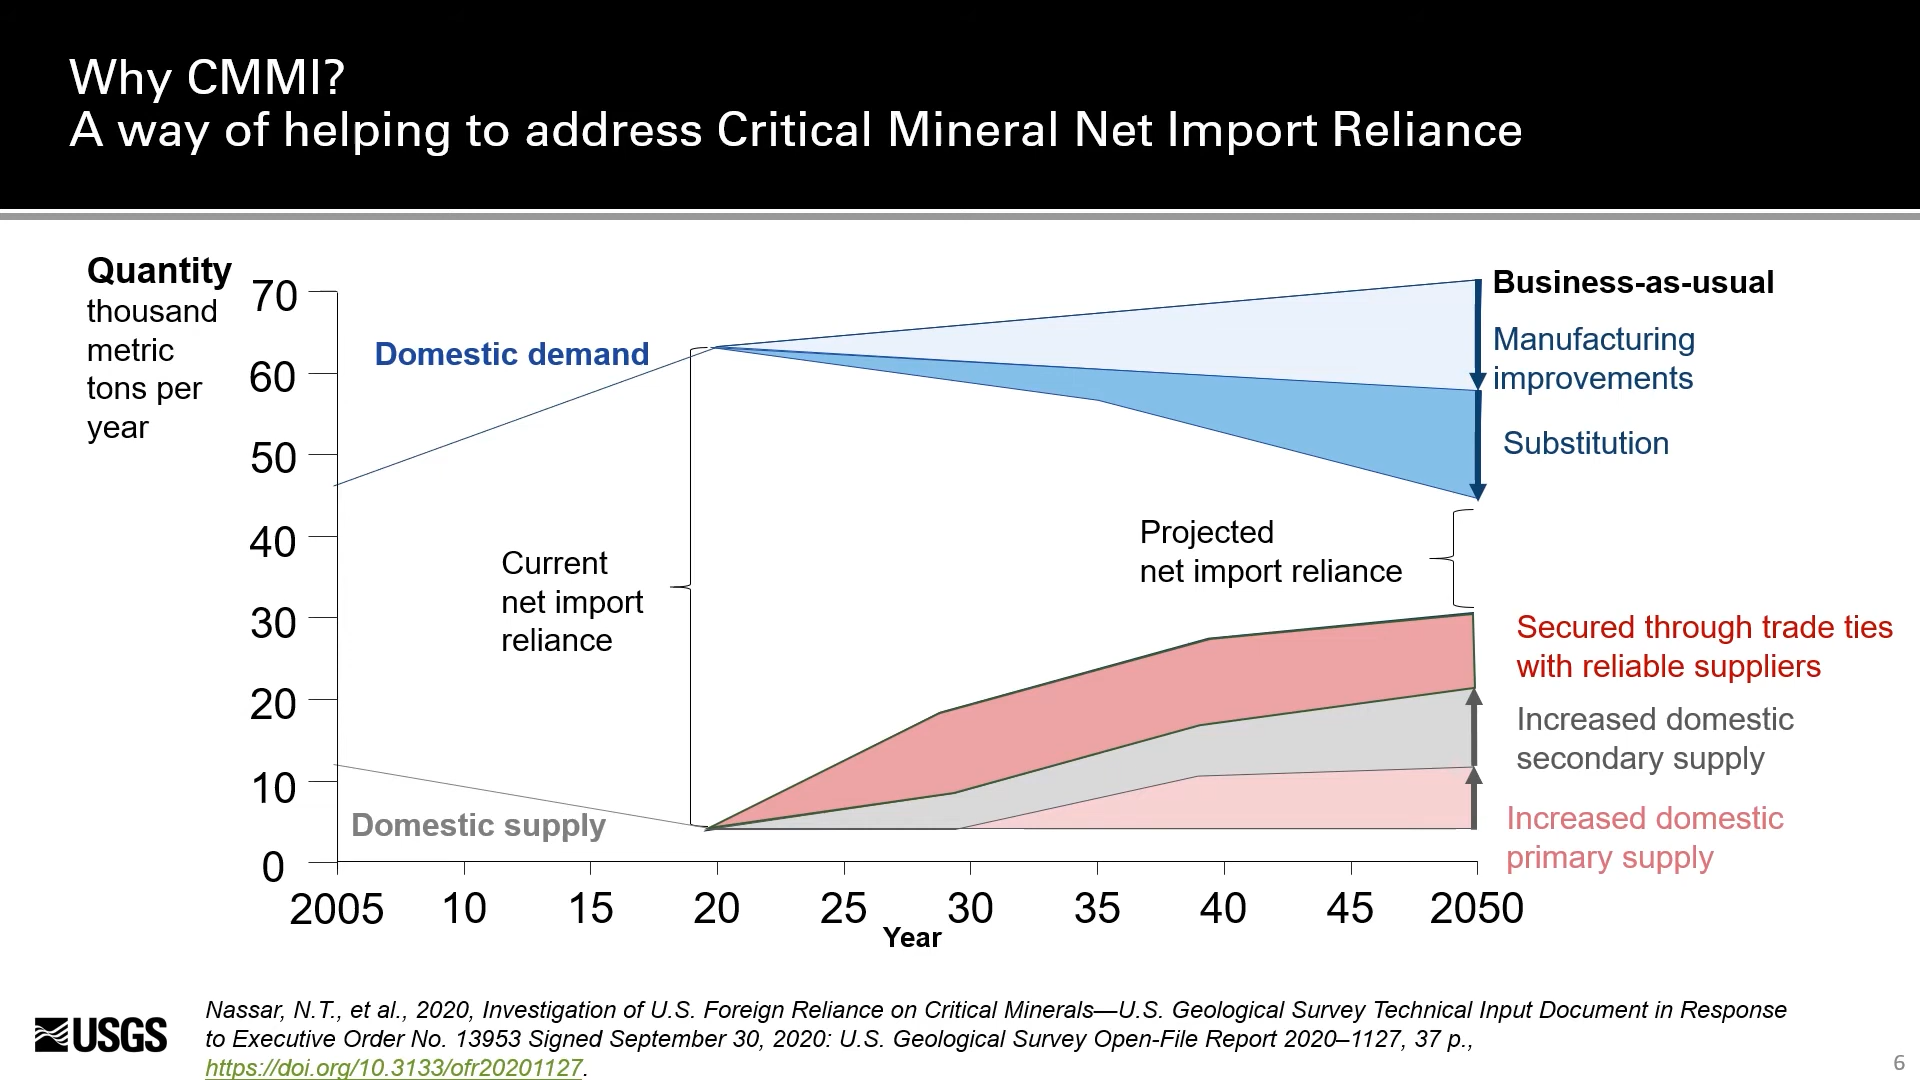 Why CMMI?
A way of helping to address Critical Mineral Net Import Reliance
Quantity
thousand
metric
tons per
year
70
60
50
40
30
20
10
0
Domestic demand
Current
net import
reliance
Domestic supply
Projected
net import reliance
Business-as-usual
Manufacturing
improvements
Substitution
Secured through trade ties
with reliable suppliers
Increased domestic
secondary supply
Increased domestic
primary supply
2005 10 15 20 25 30 35 40 45 2050
Year
USGS
Nassar, N.T., et al., 2020, Investigation of U.S. Foreign Reliance on Critical Minerals—U.S. Geological Survey Technical Input Document in Response
to Executive Order No. 13953 Signed September 30, 2020: U.S. Geological Survey Open-File Report 2020–1127, 37 p.,
https://doi.org/10.3133/ofr20201127.
6